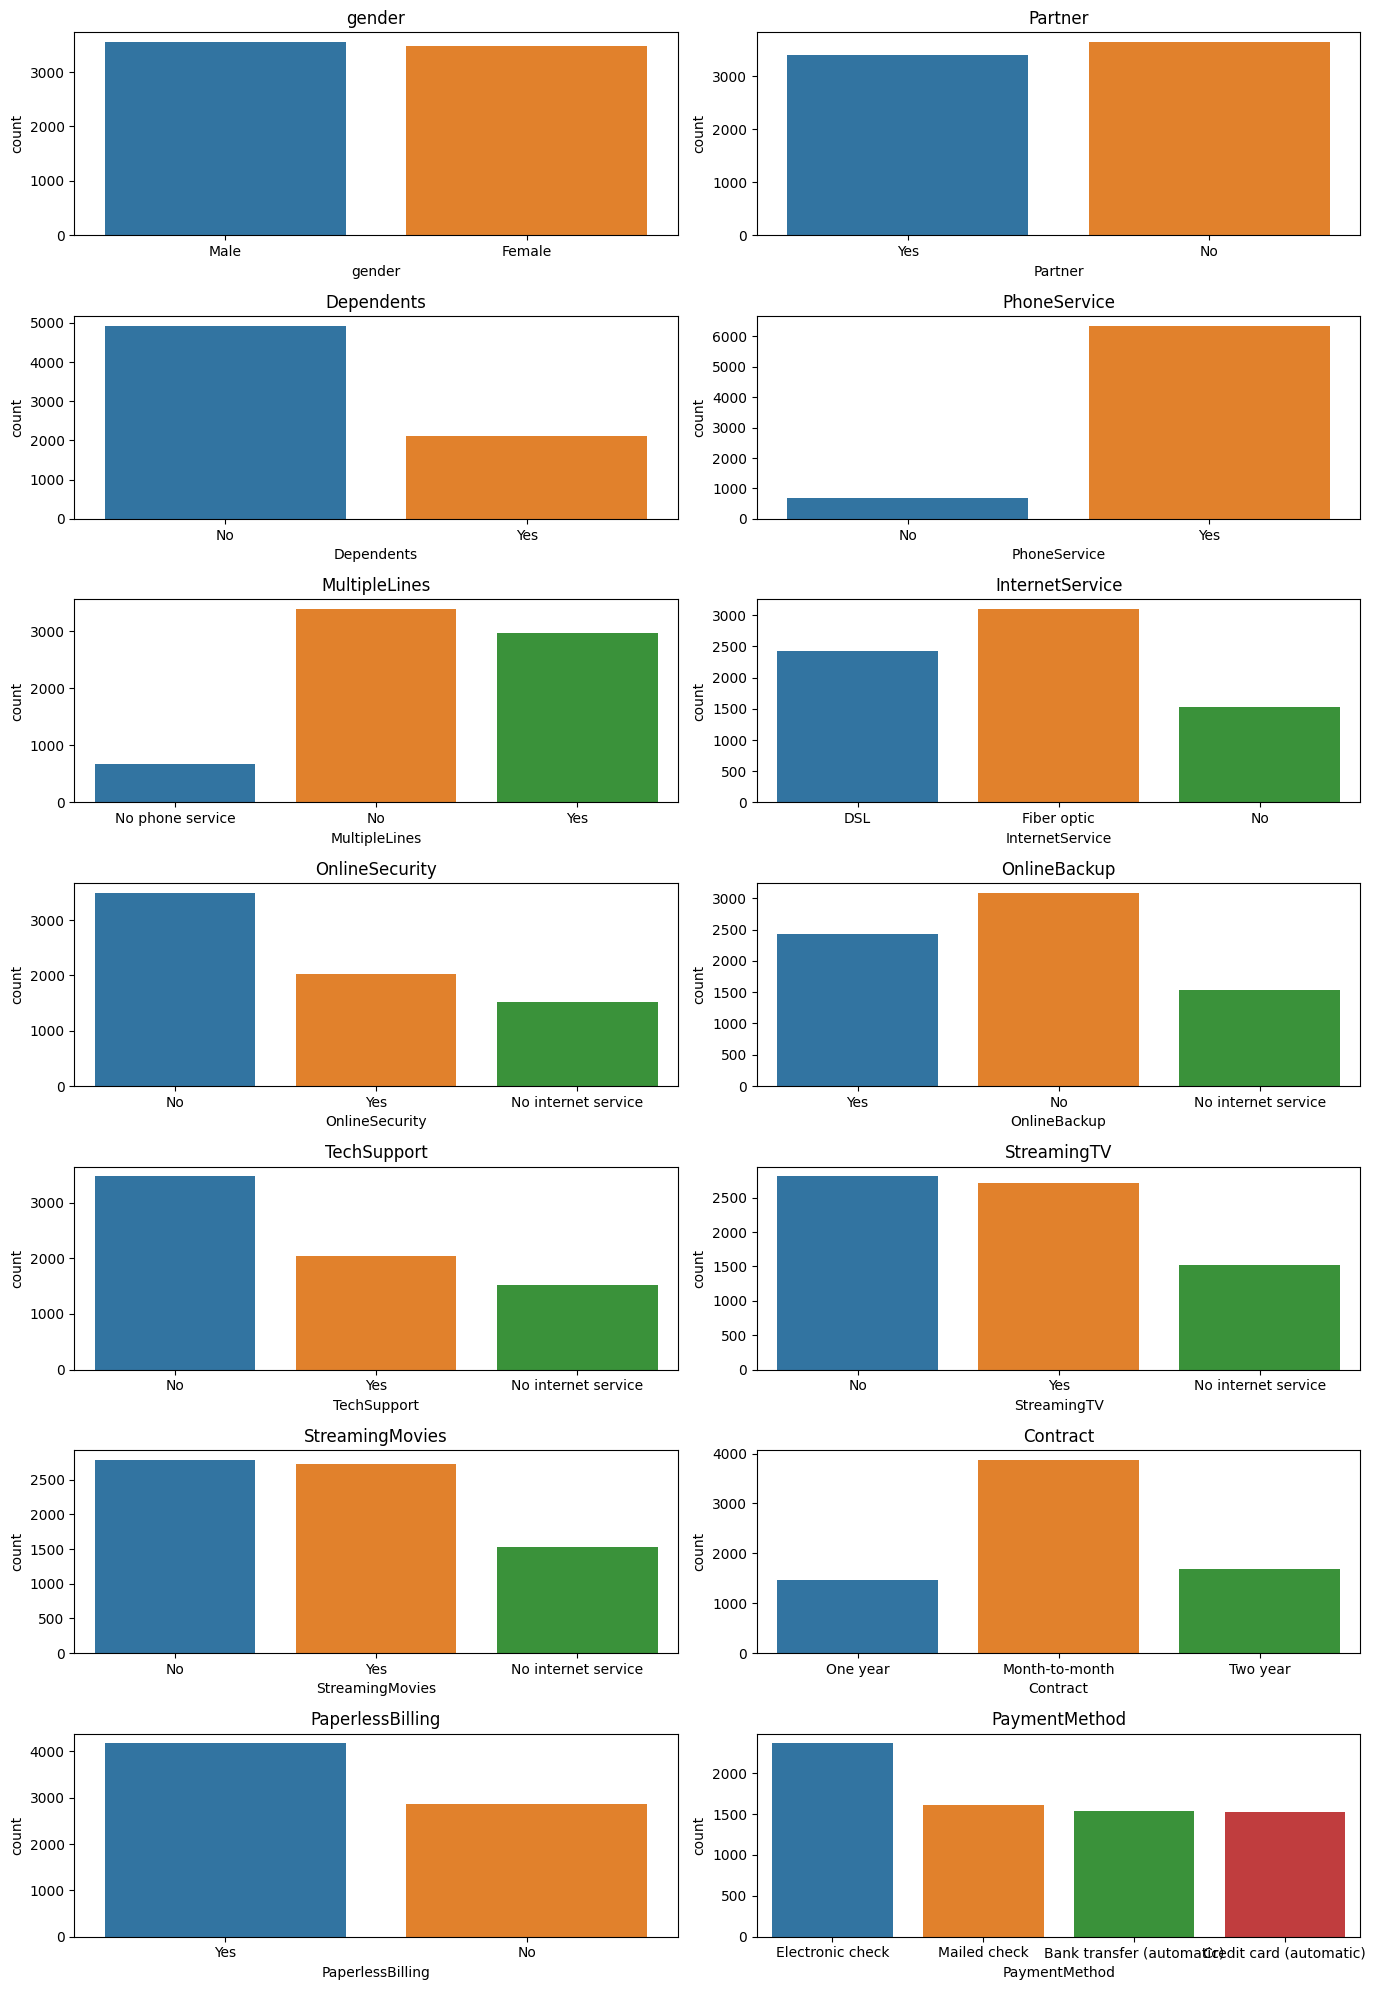 gender
3000
2000
1000
0
count
Male Female
gender
Partner
3000
2000
1000
0
count
Yes No
Partner
Dependents
5000
4000
3000
2000
1000
0
count
No Yes
Dependents
PhoneService
6000
5000
4000
3000
2000
1000
0
count
No Yes
PhoneService
MultipleLines
3000
2000
1000
0
count
No phone service No Yes
MultipleLines
InternetService
3000
2500
2000
1500
1000
500
0
count
DSL Fiber optic No
InternetService
OnlineSecurity
3000
2000
1000
0
count
No Yes No internet service
OnlineSecurity
OnlineBackup
3000
2500
2000
1500
1000
500
0
count
Yes No No internet service
OnlineBackup
TechSupport
3000
2000
1000
0
count
No Yes No internet service
TechSupport
StreamingTV
2500
2000
1500
1000
500
0
count
No Yes No internet service
StreamingTV
StreamingMovies
2500
2000
1500
1000
500
0
count
No Yes No internet service
StreamingMovies
Contract
4000
3000
2000
1000
0
count
One year Month-to-month Two year
Contract
PaperlessBilling
4000
3000
2000
1000
0
count
Yes No
PaperlessBilling
PaymentMethod
2000
1500
1000
500
0
count
Electronic check Mailed check Bank transfer (automatic) Credit card (automatic)
PaymentMethod